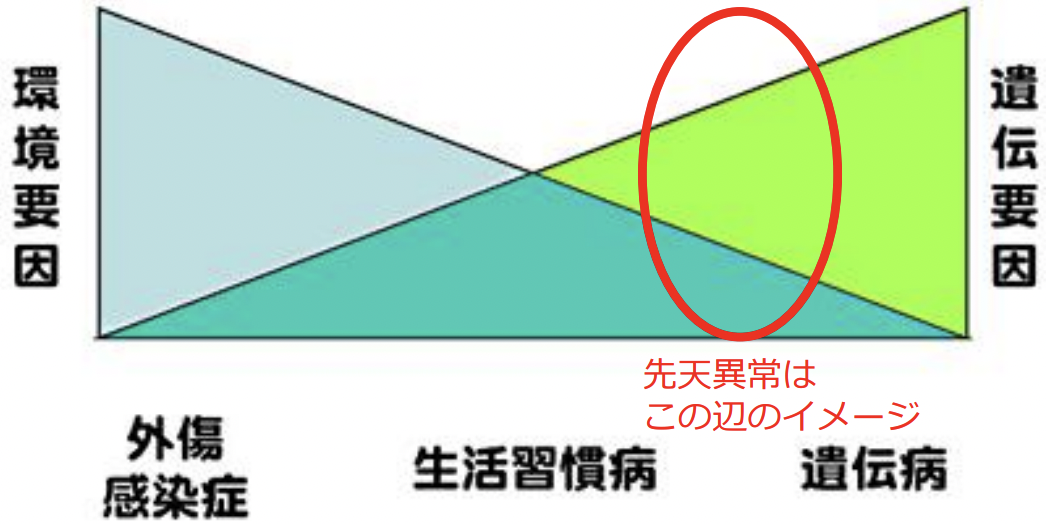 環境要因
遺伝要因
先天異常は
この辺のイメージ
外傷
感染症
生活習慣病
遺伝病